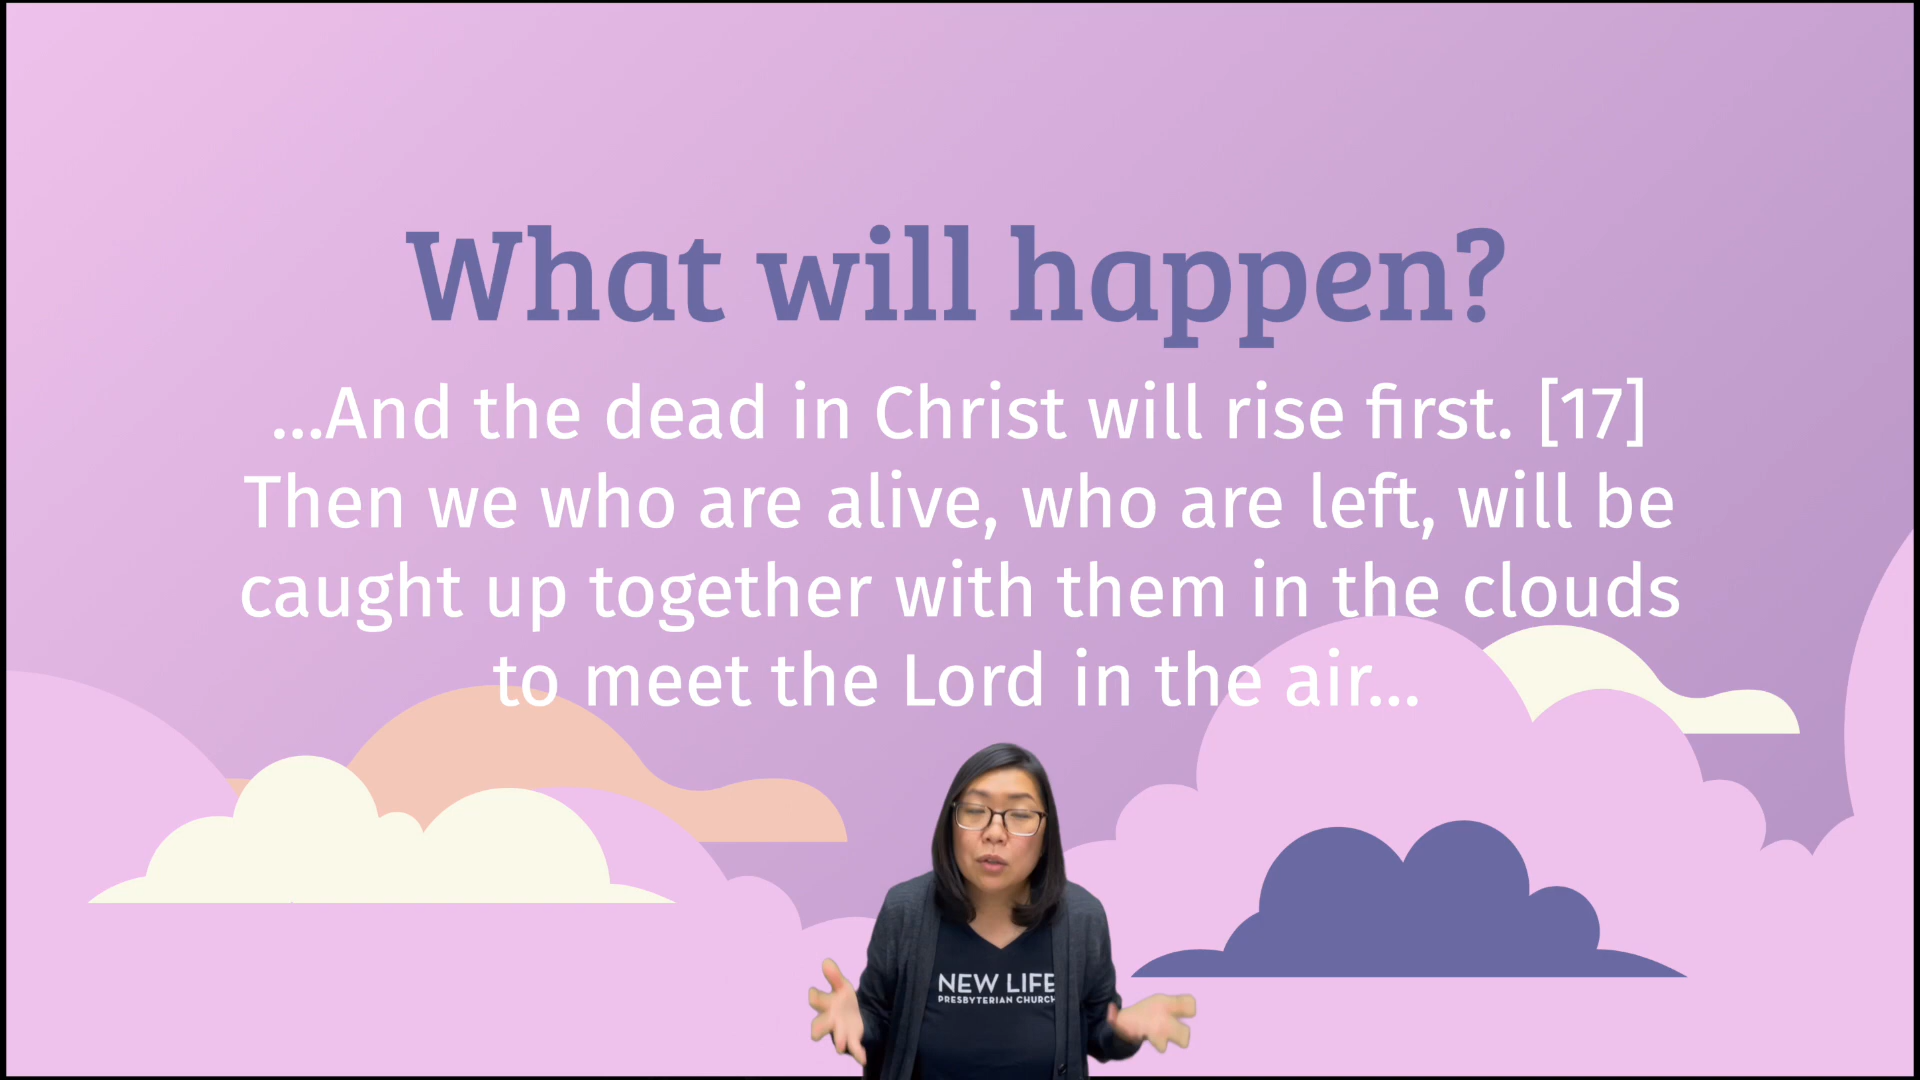 What will happen?
...And the dead in Christ will rise first. [17]
Then we who are alive, who are left, will be
caught up together with them in the clouds
to meet the Lord in the air...
NEW LIFE
PRESBYTERIAN CHURCH